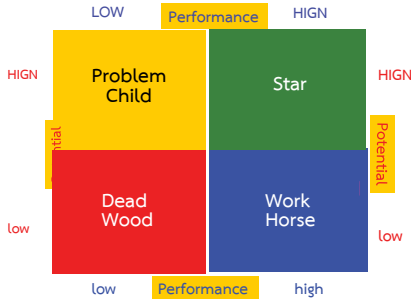 LOW Performance HIGN
HIGN Problem Child Star HIGN
Potential
low Dead Wood Work Horse low
low Performance high